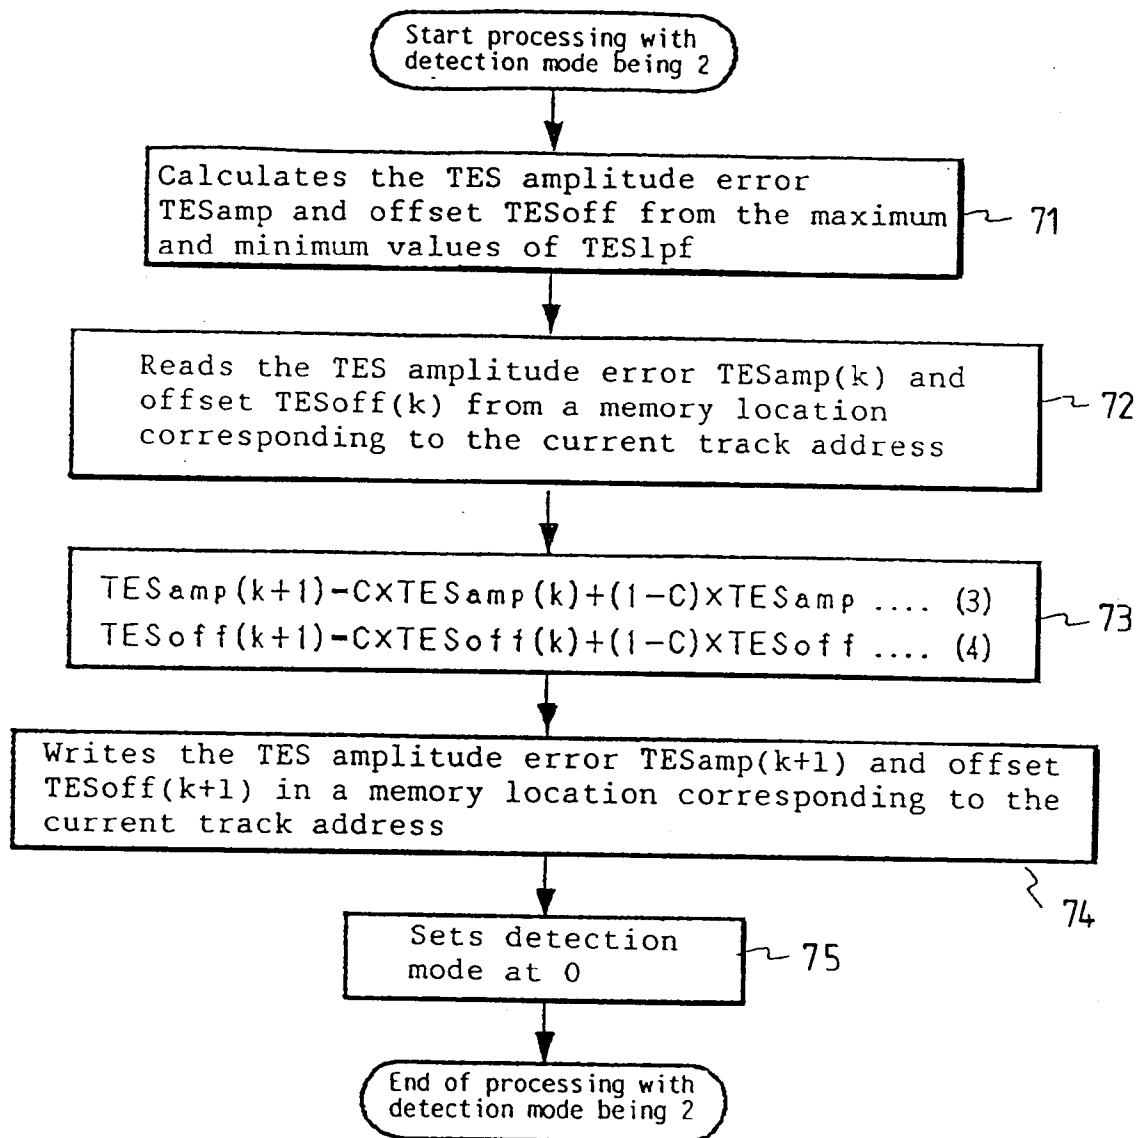 Start processing with
detection mode being 2
Calculates the TES amplitude error
TESamp and offset TESoff from the maximum
and minimum values of TESlpf
71
Reads the TES amplitude error TESamp(k) and
offset TESoff(k) from a memory location
corresponding to the current track address
72
TESamp(k+1)-C×TESamp(k)+(1-C)×TESamp .... (3)
TESoff(k+1)-C×TESoff(k)+(1-C)×TESoff .... (4)
73
Writes the TES amplitude error TESamp(k+1) and offset
TESoff(k+1) in a memory location corresponding to the
current track address
74
Sets detection
mode at 0
75
End of processing with
detection mode being 2